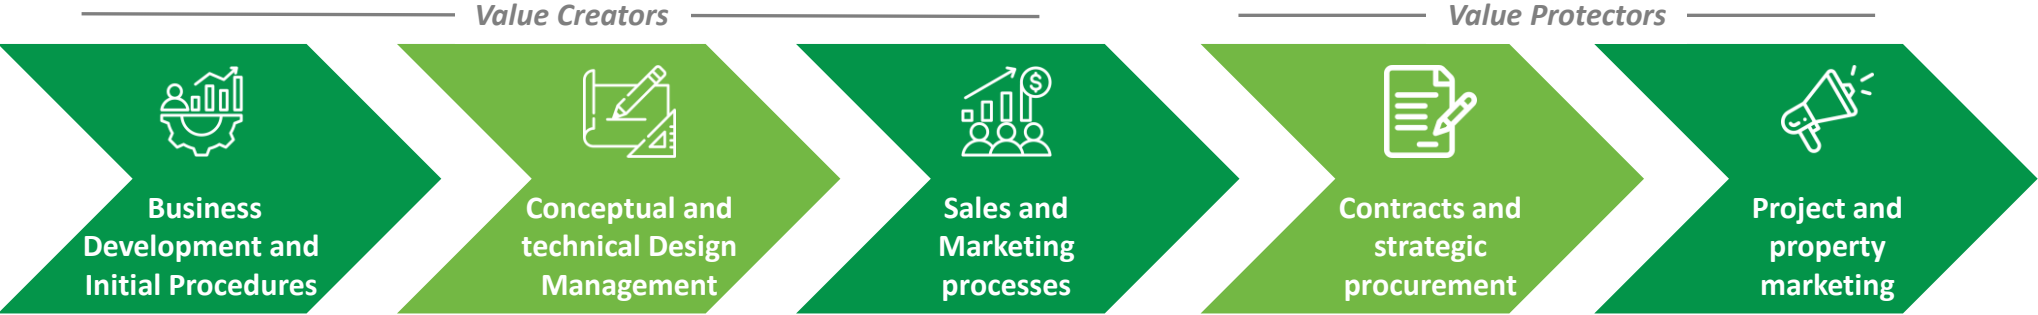 Value Creators
Value Protectors
Business
Development and
Initial Procedures
Conceptual and
technical Design
Management
$
Sales and
Marketing
processes
Contracts and
strategic
procurement
Project and
property
marketing